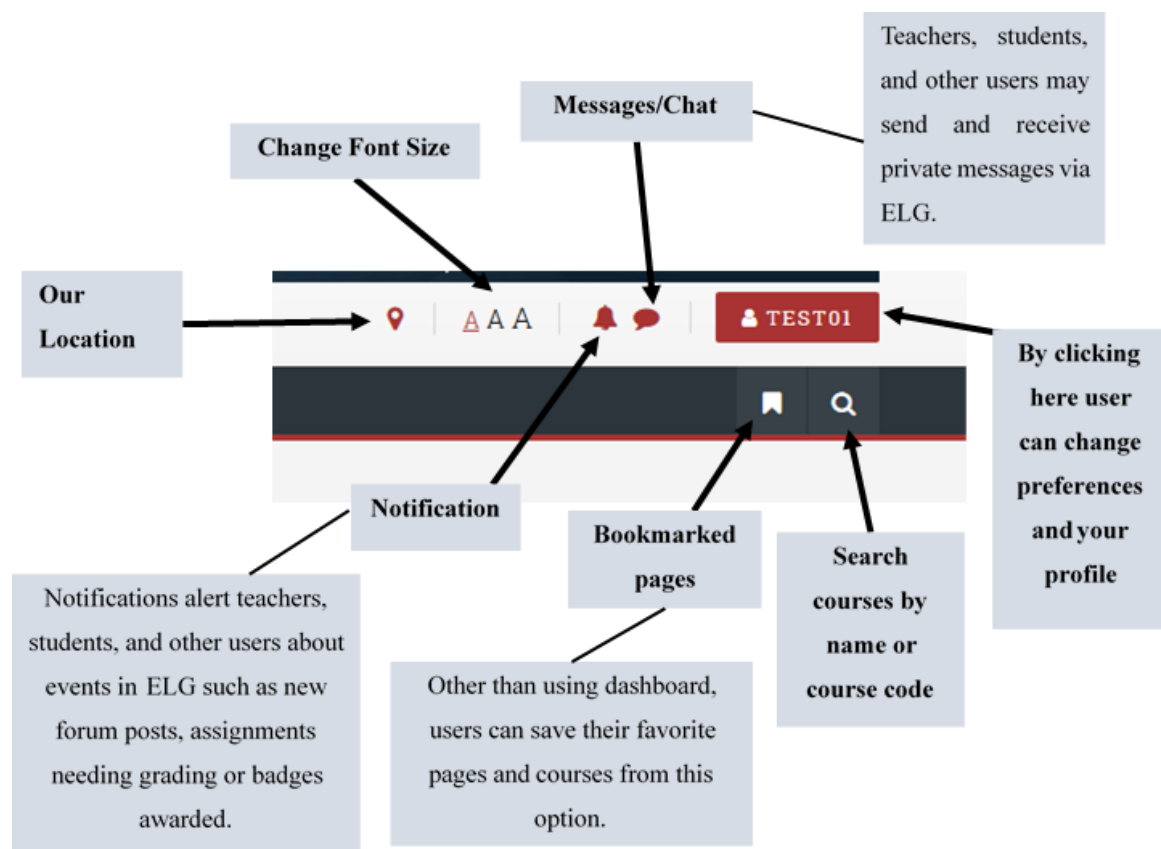 Teachers, students,
and other users may
send and receive
private messages via
ELG.
Messages/Chat
Change Font Size
Our
Location
A A A
TEST01
By clicking
here user
can change
preferences
and your
profile
Notification
Bookmarked
pages
Search
courses by
name or
course code
Notifications alert teachers,
students, and other users about
events in ELG such as new
forum posts, assignments
needing grading or badges
awarded.
Other than using dashboard,
users can save their favorite
pages and courses from this
option.